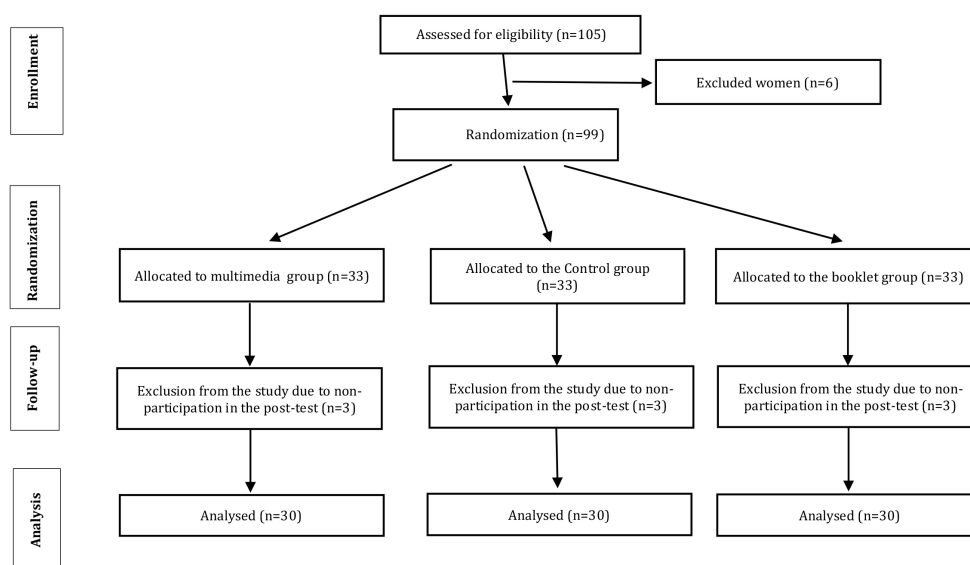 Enrollment
Assessed for eligibility (n=105)
Excluded women (n=6)
Randomization (n=99)
Randomization
Allocated to multimedia group (n=33)
Allocated to the Control group
(n=33)
Allocated to the booklet group (n=33)
Follow-up
Exclusion from the study due to non-
participation in the post-test (n=3)
Exclusion from the study due to non-
participation in the post-test (n=3)
Exclusion from the study due to non-
participation in the post-test (n=3)
Analysis
Analysed (n=30)
Analysed (n=30)
Analysed (n=30)